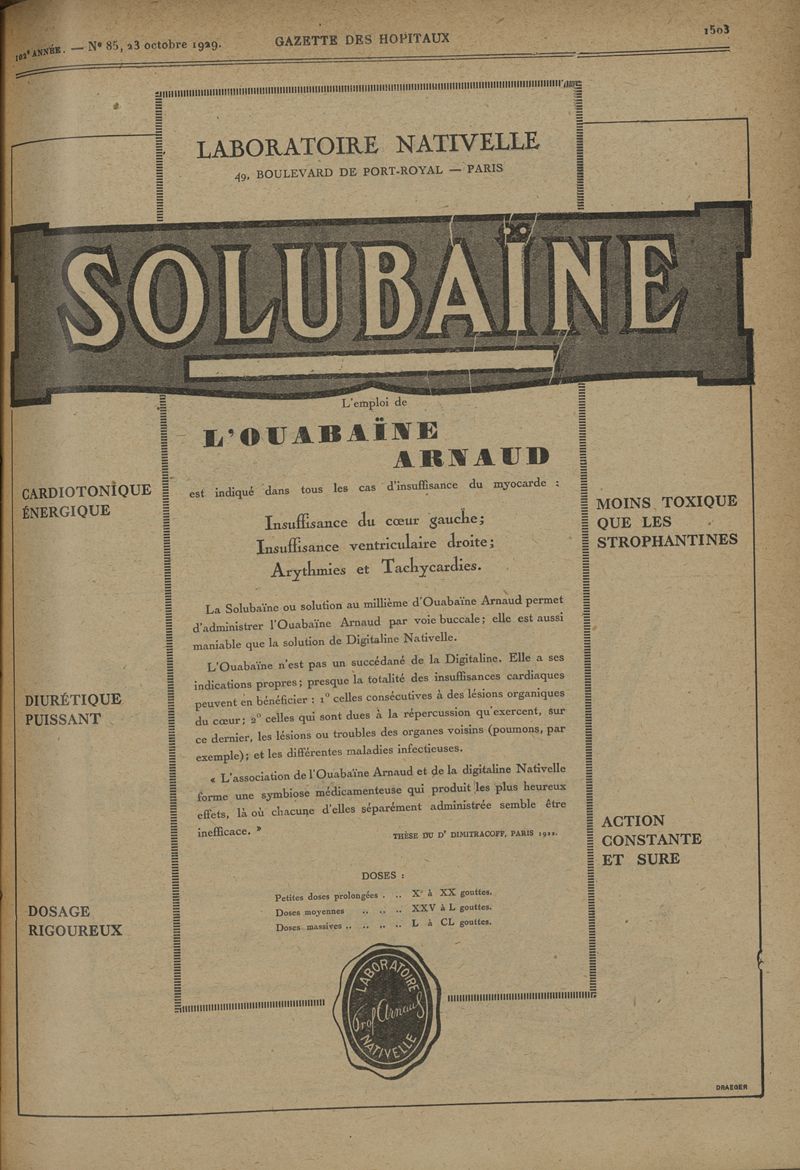 102ᵉ ANNÉE. — Nº 85, 23 octobre 1929.
GAZETTE DES HOPITAUX
1503
LABORATOIRE NATIVELLE
49, BOULEVARD DE PORT-ROYAL — PARIS
SOLUBAÏNE
L'emploi de
L'OUABAÏNE
ARNAUD
est indiqué dans tous les cas d'insuffisance du myocarde :
Insuffisance du cœur gauche;
Insuffisance ventriculaire droite;
Arythmies et Tachycardies.
La Solubaïne ou solution au millième d'Ouabaïne Arnaud permet
d'administrer l'Ouabaïne Arnaud par voie buccale; elle est aussi
maniable que la solution de Digitaline Nativelle.
L'Ouabaïne n'est pas un succédané de la Digitaline. Elle a ses
indications propres; presque la totalité des insuffisances cardiaques
peuvent en bénéficier : 1º celles consécutives à des lésions organiques
du cœur; 2º celles qui sont dues à la répercussion qu'exercent, sur
ce dernier, les lésions ou troubles des organes voisins (poumons, par
exemple); et les différentes maladies infectieuses.
« L'association de l'Ouabaïne Arnaud et de la digitaline Nativelle
forme une symbiose médicamenteuse qui produit les plus heureux
effets, là où chacune d'elles séparément administrée semble être
inefficace. »
THÈSE DU Dʳ DIMITRACOFF, PARIS 1922.
DOSES :
Petites doses prolongées . .. X à XX gouttes.
Doses moyennes .. .. .. XXV à L gouttes.
Doses massives .. .. .. .. L à CL gouttes.
CARDIOTONIQUE
ÉNERGIQUE
DIURÉTIQUE
PUISSANT
DOSAGE
RIGOUREUX
MOINS TOXIQUE
QUE LES
STROPHANTINES
ACTION
CONSTANTE
ET SURE
LABORATOIRE
Prof Arnaud
NATIVELLE
DRAEGER